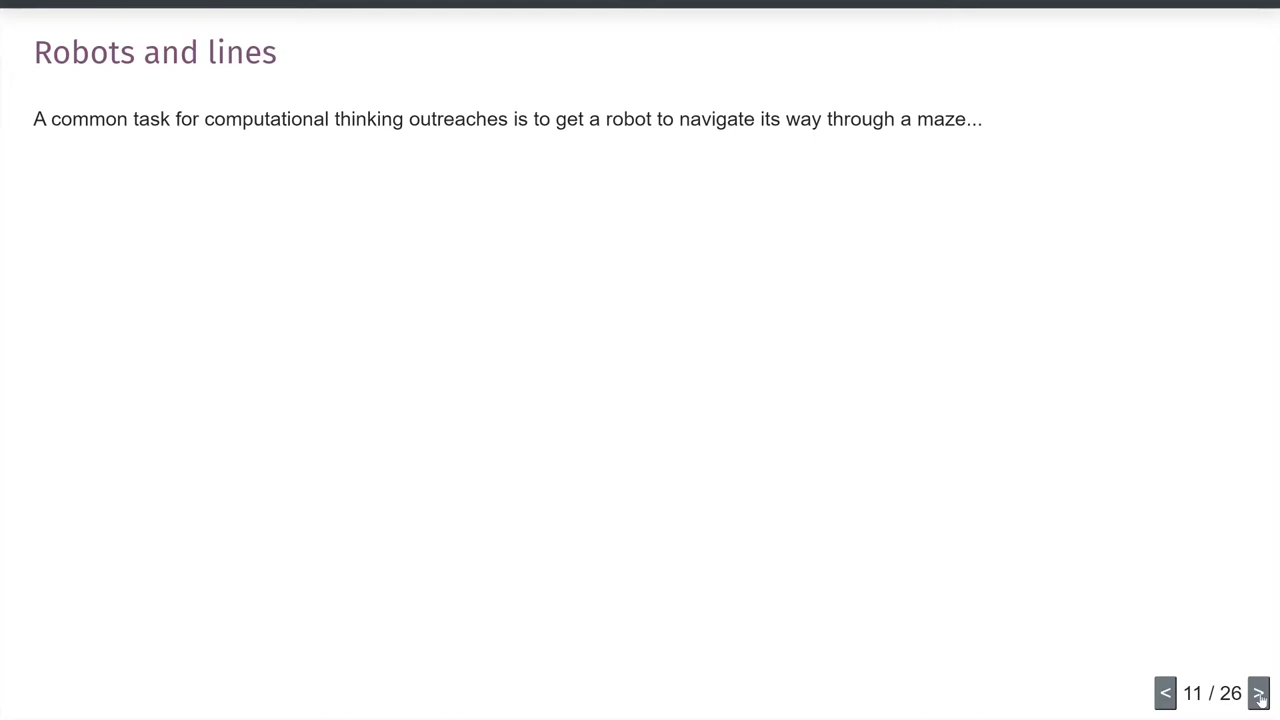 Robots and lines
A common task for computational thinking outreaches is to get a robot to navigate its way through a maze...
< 11 / 26 >